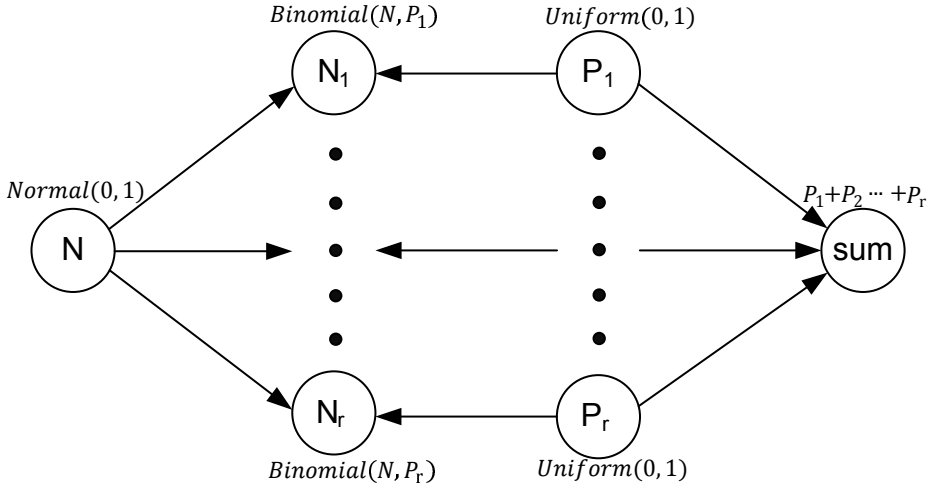 Binomial(N, P₁)
Uniform(0, 1)
N₁
P₁
Normal(0, 1)
P₁+P₂ ⋯ +Pᵣ
N
sum
Nᵣ
Pᵣ
Binomial(N, Pᵣ)
Uniform(0, 1)